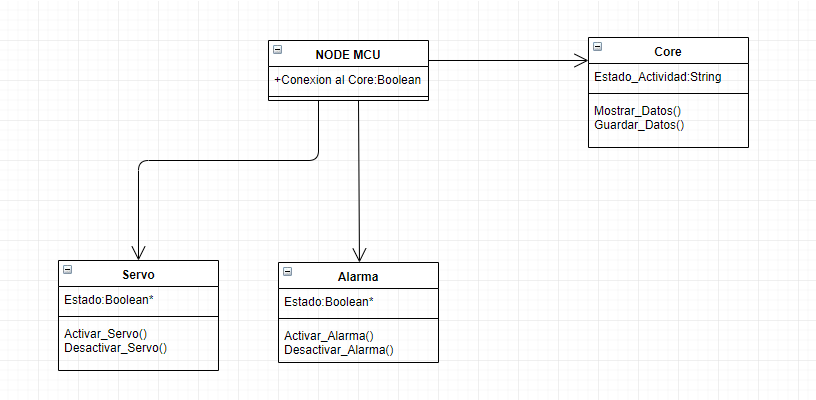 NODE MCU
+Conexion al Core:Boolean
Core
Estado_Actividad:String
Mostrar_Datos()
Guardar_Datos()
Servo
Estado:Boolean*
Activar_Servo()
Desactivar_Servo()
Alarma
Estado:Boolean*
Activar_Alarma()
Desactivar_Alarma()